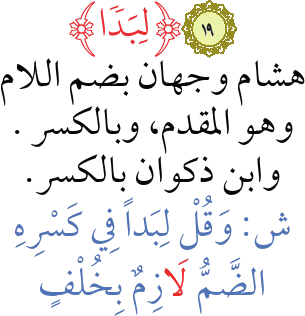 ﴿لِبَدًا﴾ ١٩
هشام وجهان بضم اللام
وهو المقدم، وبالكسر .
وابن ذكوان بالكسر .
ش: وَقُلْ لِبَداً فِي كَسْرِهِ
الضَّمُّ لَازِمٌ بِخُلْفٍ